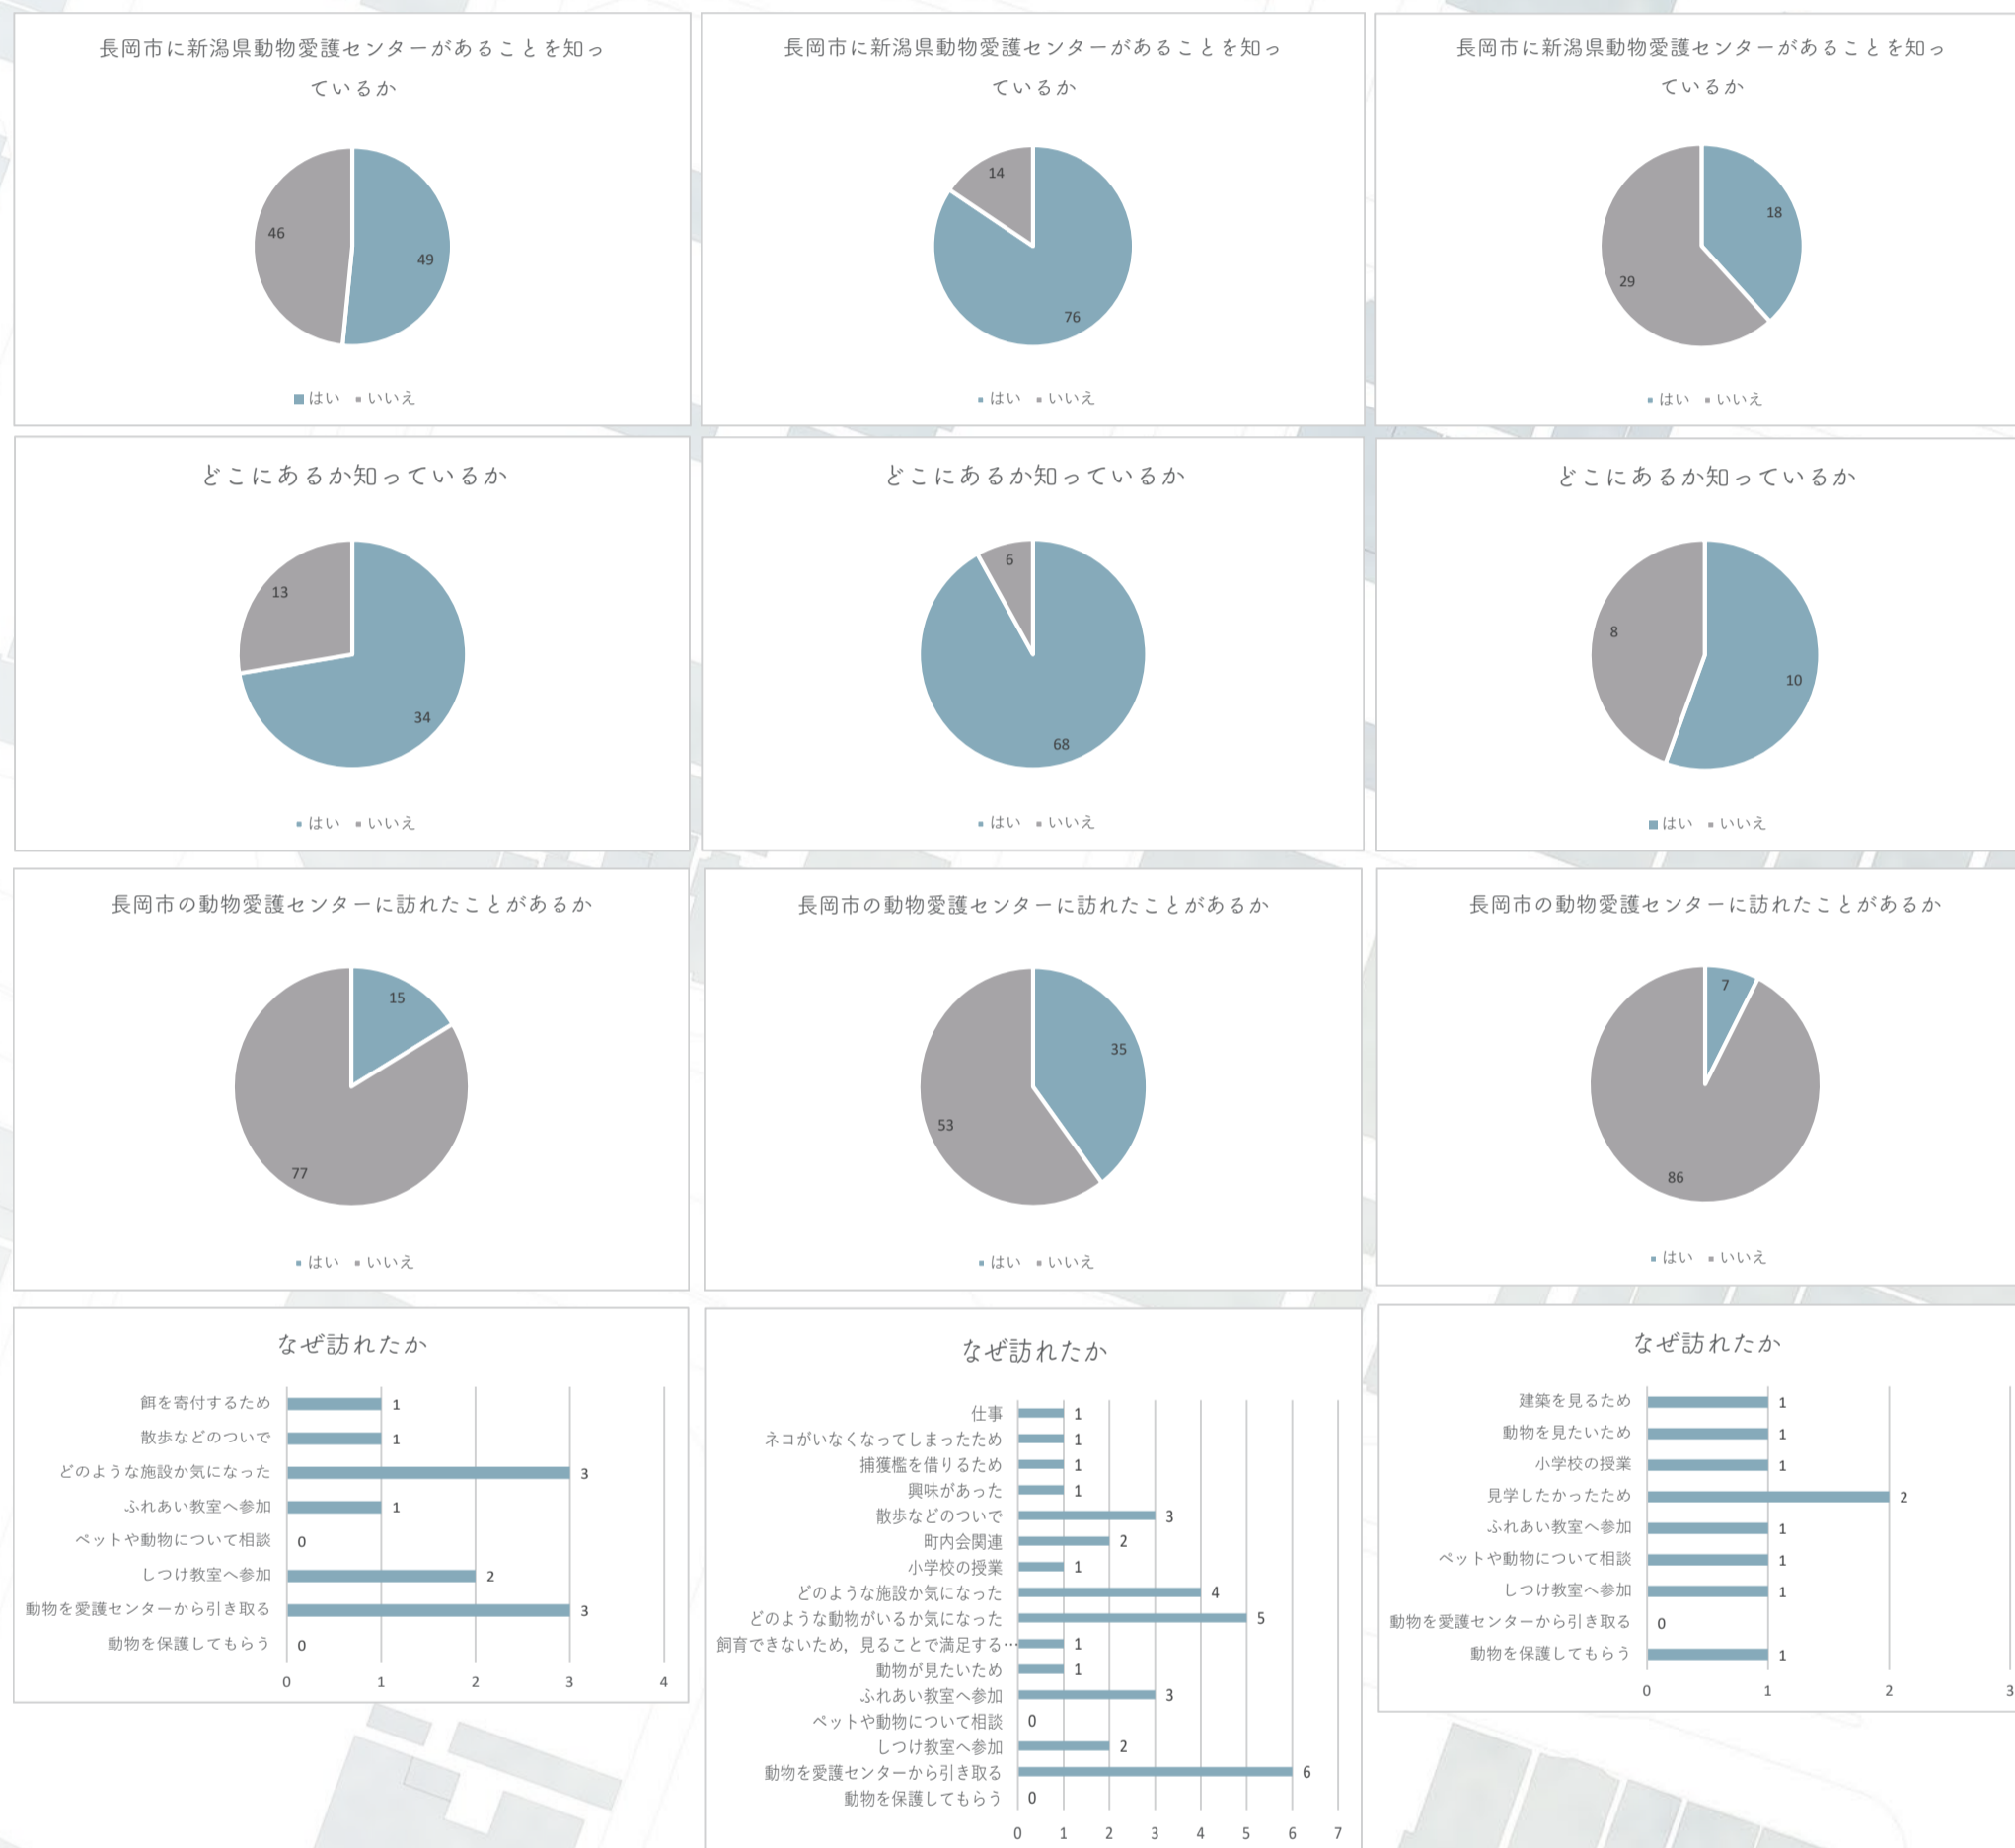 長岡市に新潟県動物愛護センターがあることを知っ
ているか
46
49
はい いいえ
長岡市に新潟県動物愛護センターがあることを知っ
ているか
14
76
はい いいえ
長岡市に新潟県動物愛護センターがあることを知っ
ているか
18
29
はい いいえ
どこにあるか知っているか
13
34
はい いいえ
どこにあるか知っているか
6
68
はい いいえ
どこにあるか知っているか
8
10
はい いいえ
長岡市の動物愛護センターに訪れたことがあるか
15
77
はい いいえ
長岡市の動物愛護センターに訪れたことがあるか
35
53
はい いいえ
長岡市の動物愛護センターに訪れたことがあるか
7
86
はい いいえ
なぜ訪れたか
餌を寄付するため 1
散歩などのついで 1
どのような施設か気になった 3
ふれあい教室へ参加 1
ペットや動物について相談 0
しつけ教室へ参加 2
動物を愛護センターから引き取る 3
動物を保護してもらう 0
0 1 2 3 4
なぜ訪れたか
仕事 1
ネコがいなくなってしまったため 1
捕獲檻を借りるため 1
興味があった 1
散歩などのついで 3
町内会関連 2
小学校の授業 1
どのような施設か気になった 4
どのような動物がいるか気になった 5
飼育できないため，見ることで満足する… 1
動物が見たいため 1
ふれあい教室へ参加 3
ペットや動物について相談 0
しつけ教室へ参加 2
動物を愛護センターから引き取る 6
動物を保護してもらう 0
0 1 2 3 4 5 6 7
なぜ訪れたか
建築を見るため 1
動物を見たいため 1
小学校の授業 1
見学したかったため 2
ふれあい教室へ参加 1
ペットや動物について相談 1
しつけ教室へ参加 1
動物を愛護センターから引き取る 0
動物を保護してもらう 1
0 1 2 3